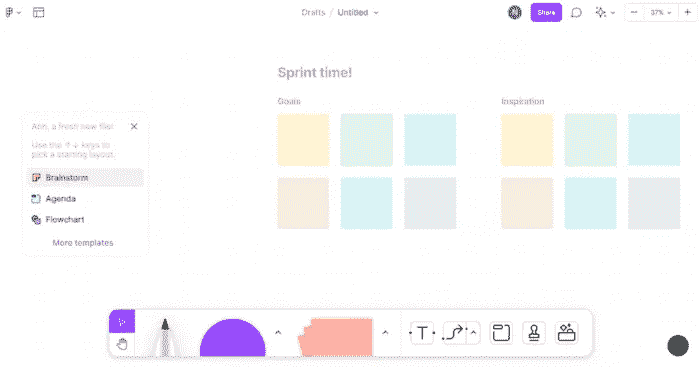 Drafts / Untitled
Share
37%
Sprint time!
Goals
Inspiration
Ahh, a fresh new file!
Use the ↑ ↓ keys to
pick a starting layout.
Brainstorm
Agenda
Flowchart
More templates
T